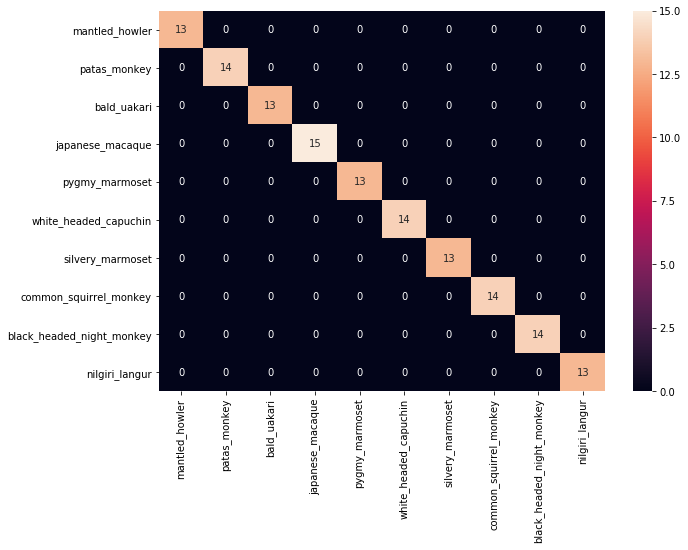 mantled_howler 13 0 0 0 0 0 0 0 0 0
patas_monkey 0 14 0 0 0 0 0 0 0 0
bald_uakari 0 0 13 0 0 0 0 0 0 0
japanese_macaque 0 0 0 15 0 0 0 0 0 0
pygmy_marmoset 0 0 0 0 13 0 0 0 0 0
white_headed_capuchin 0 0 0 0 0 14 0 0 0 0
silvery_marmoset 0 0 0 0 0 0 13 0 0 0
common_squirrel_monkey 0 0 0 0 0 0 0 14 0 0
black_headed_night_monkey 0 0 0 0 0 0 0 0 14 0
nilgiri_langur 0 0 0 0 0 0 0 0 0 13
mantled_howler
patas_monkey
bald_uakari
japanese_macaque
pygmy_marmoset
white_headed_capuchin
silvery_marmoset
common_squirrel_monkey
black_headed_night_monkey
nilgiri_langur
15.0
12.5
10.0
7.5
5.0
2.5
0.0